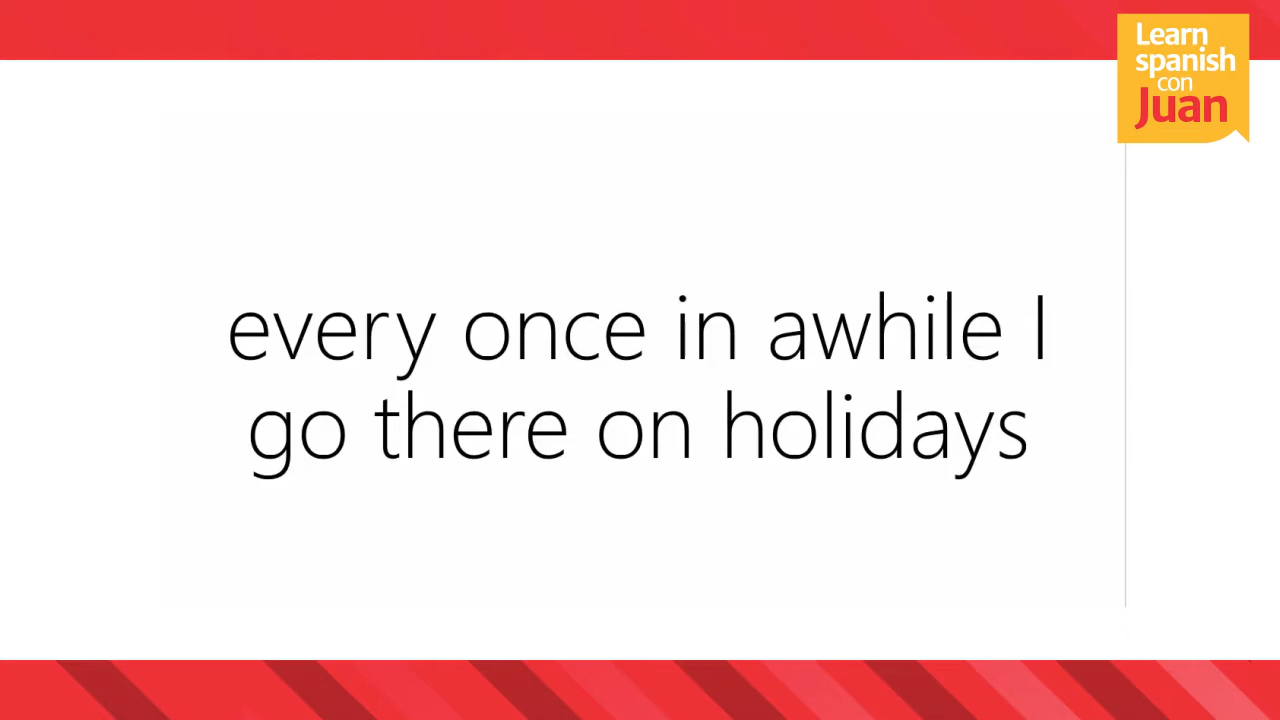 Learn
spanish
con
Juan
every once in awhile I
go there on holidays